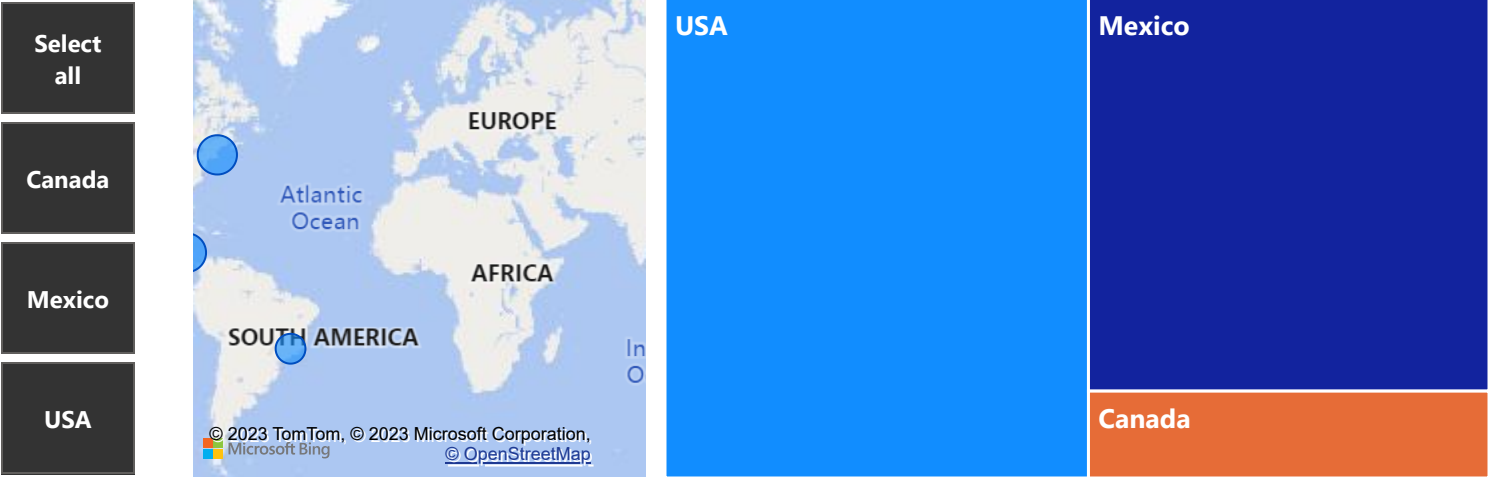 Select
all
Canada
Mexico
USA
EUROPE
Atlantic
Ocean
AFRICA
SOUTH AMERICA
In
O
© 2023 TomTom, © 2023 Microsoft Corporation,
Microsoft Bing
© OpenStreetMap
USA
Mexico
Canada